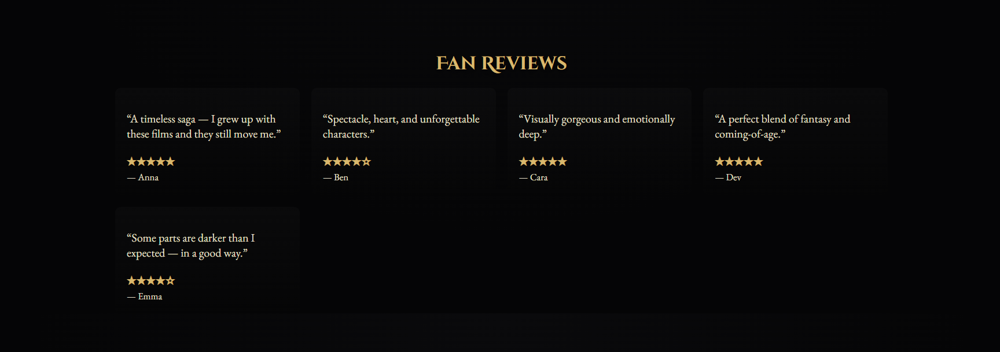 Fan Reviews
“A timeless saga — I grew up with
these films and they still move me.”
★★★★★
— Anna
“Spectacle, heart, and unforgettable
characters.”
★★★★☆
— Ben
“Visually gorgeous and emotionally
deep.”
★★★★★
— Cara
“A perfect blend of fantasy and
coming-of-age.”
★★★★★
— Dev
“Some parts are darker than I
expected — in a good way.”
★★★★☆
— Emma